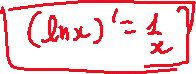 (ln x)' = 1/x